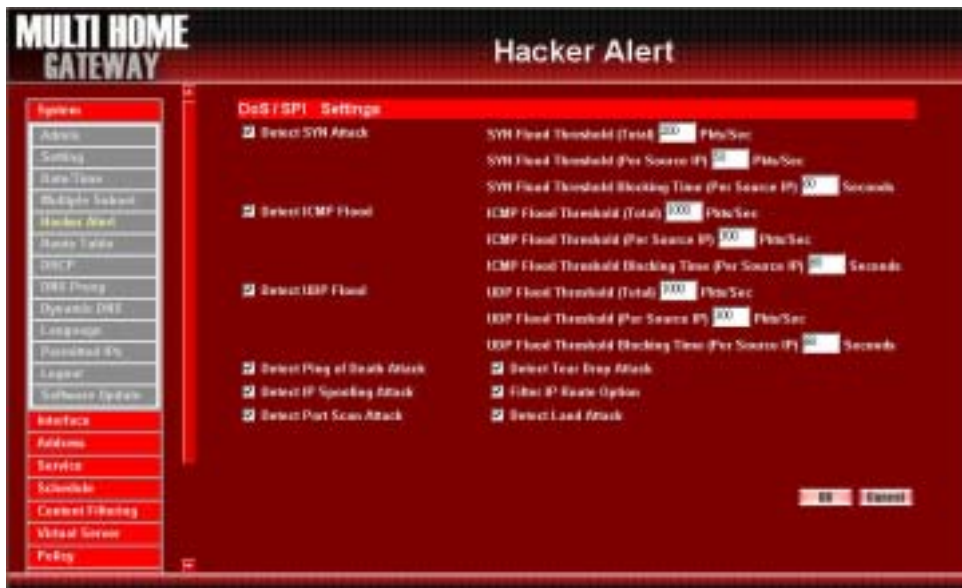 MULTI HOME
GATEWAY
Hacker Alert
System
Admin
Setting
Date/Time
Multiple Subnet
Hacker Alert
Route Table
DHCP
DNS Proxy
Dynamic DNS
Language
Permitted IPs
Logout
Software Update
Interface
Address
Service
Schedule
Content Filtering
Virtual Server
Policy
DoS / SPI Settings
Detect SYN Attack
SYN Flood Threshold (Total) 200 Pkts/Sec
SYN Flood Threshold (Per Source IP) Pkts/Sec
SYN Flood Threshold Blocking Time (Per Source IP) 60 Seconds
Detect ICMP Flood
ICMP Flood Threshold (Total) 1000 Pkts/Sec
ICMP Flood Threshold (Per Source IP) Pkts/Sec
ICMP Flood Threshold Blocking Time (Per Source IP) 60 Seconds
Detect UDP Flood
UDP Flood Threshold (Total) 1000 Pkts/Sec
UDP Flood Threshold (Per Source IP) Pkts/Sec
UDP Flood Threshold Blocking Time (Per Source IP) 60 Seconds
Detect Ping of Death Attack
Detect Tear Drop Attack
Detect IP Spoofing Attack
Filter IP Route Option
Detect Port Scan Attack
Detect Land Attack
OK Cancel